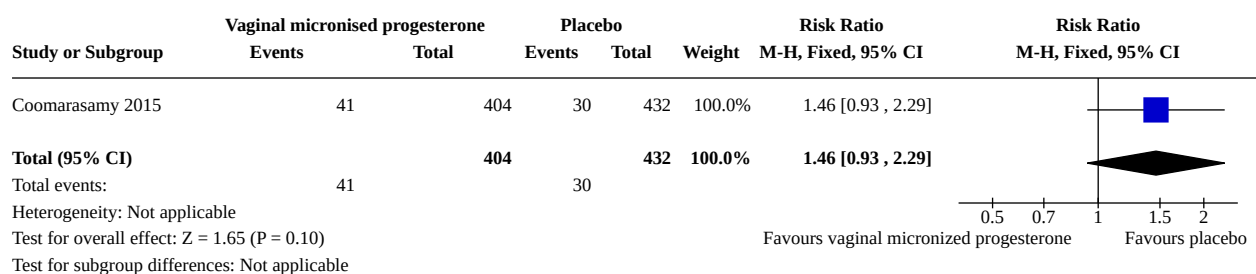 Vaginal micronised progesterone Placebo Risk Ratio Risk Ratio
Study or Subgroup Events Total Events Total Weight M-H, Fixed, 95% CI M-H, Fixed, 95% CI
Coomarasamy 2015 41 404 30 432 100.0% 1.46 [0.93 , 2.29]
Total (95% CI) 404 432 100.0% 1.46 [0.93 , 2.29]
Total events: 41 30
Heterogeneity: Not applicable
0.5 0.7 1 1.5 2
Test for overall effect: Z = 1.65 (P = 0.10) Favours vaginal micronized progesterone Favours placebo
Test for subgroup differences: Not applicable